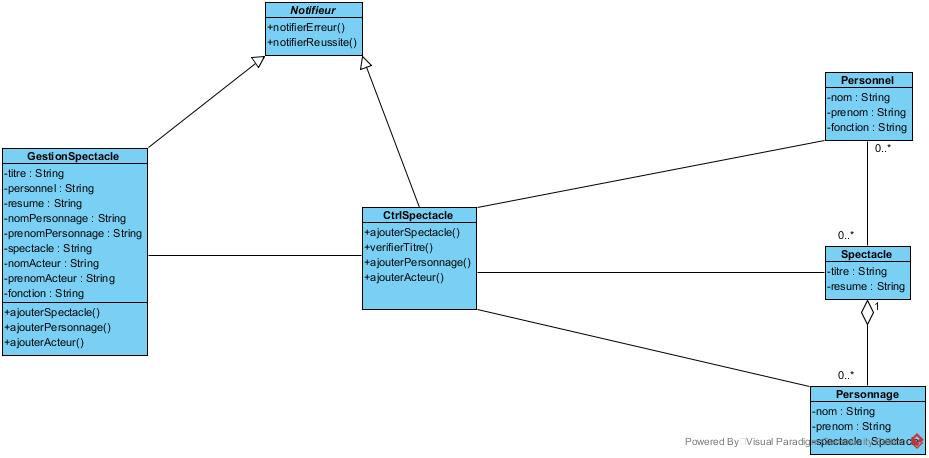 Notifieur
+notifierErreur()
+notifierReussite()
Personnel
-nom : String
-prenom : String
-fonction : String
0..*
GestionSpectacle
-titre : String
-personnel : String
-resume : String
-nomPersonnage : String
-prenomPersonnage : String
-spectacle : String
-nomActeur : String
-prenomActeur : String
-fonction : String
+ajouterSpectacle()
+ajouterPersonnage()
+ajouterActeur()
CtrlSpectacle
+ajouterSpectacle()
+verifierTitre()
+ajouterPersonnage()
+ajouterActeur()
0..*
Spectacle
-titre : String
-resume : String
1
0..*
Personnage
-nom : String
-prenom : String
-spectacle : Spectacle
Powered By Visual Paradigm